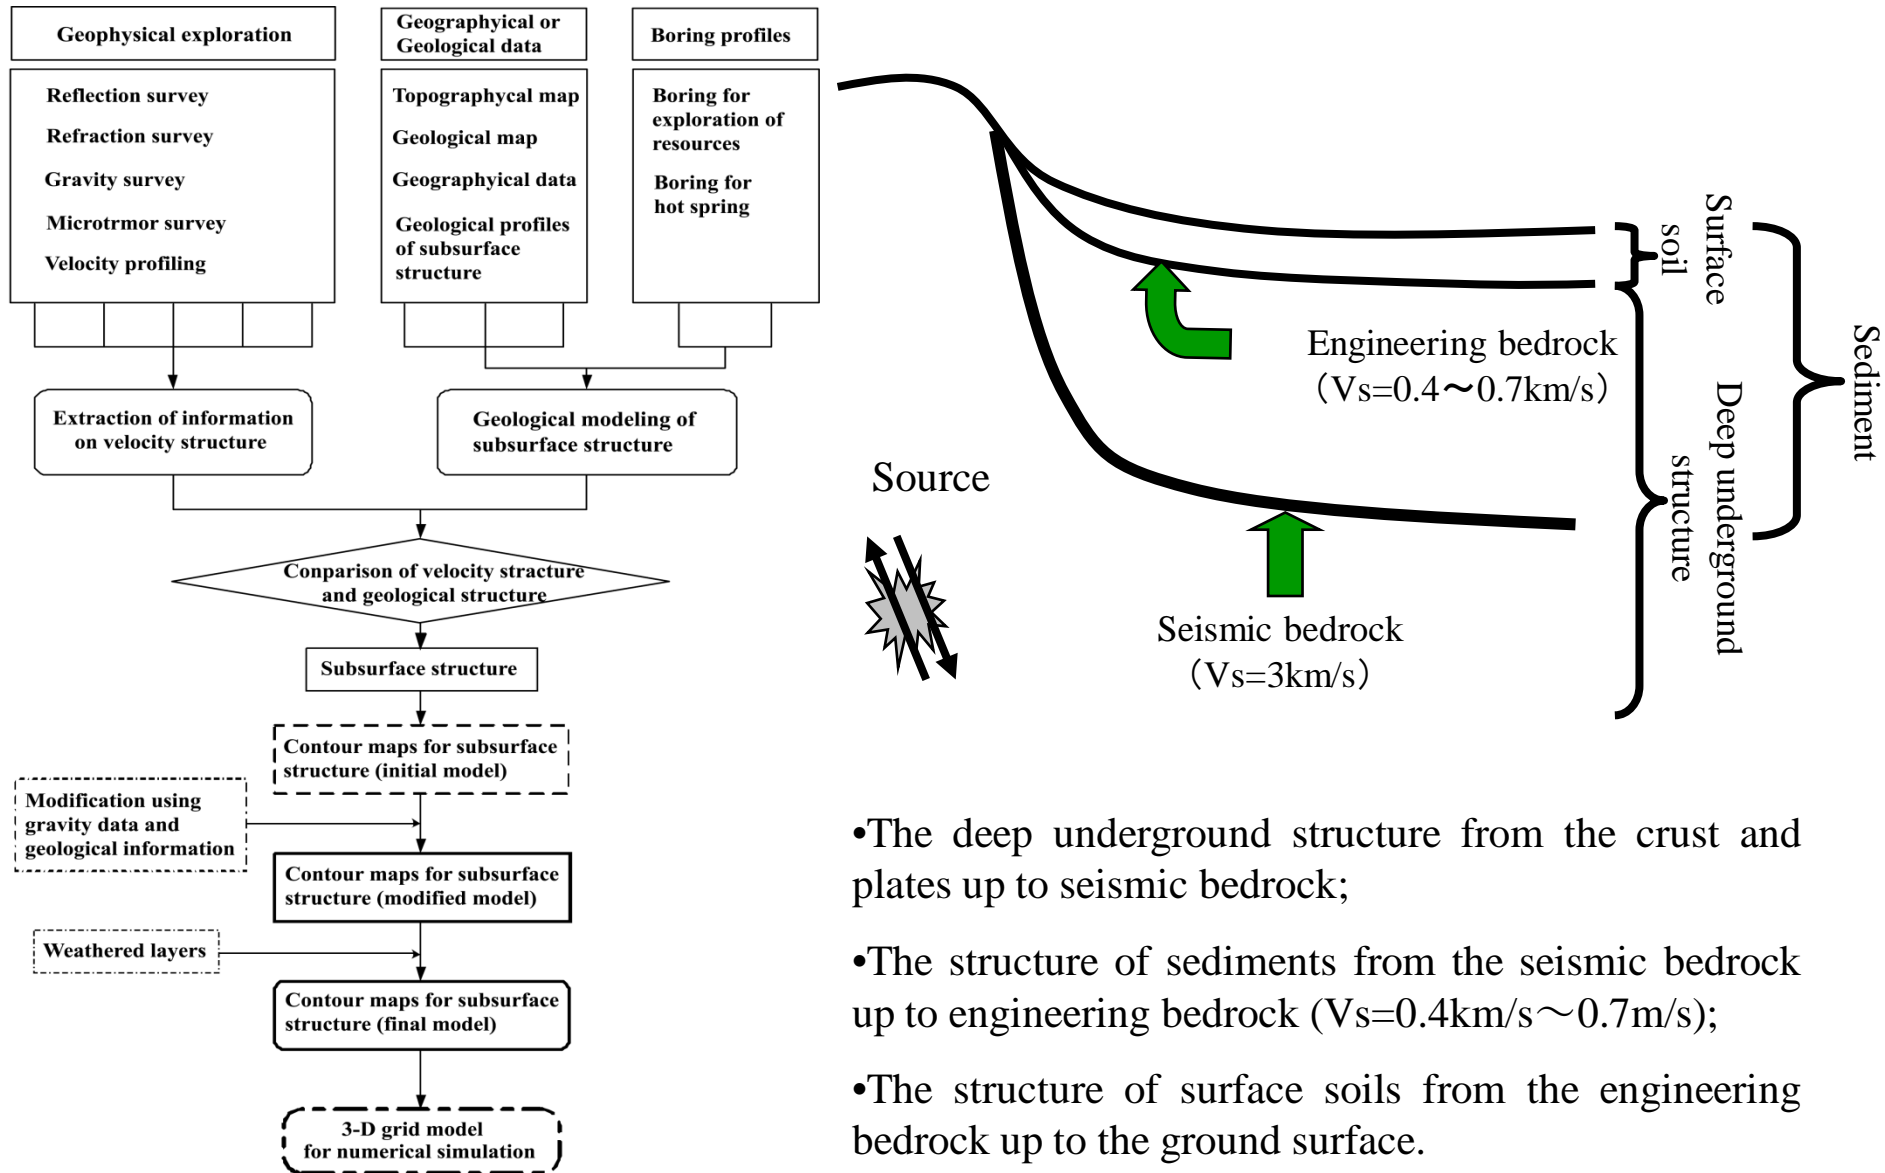 Geophysical exploration
Geographyical or
Geological data
Boring profiles
Reflection survey
Refraction survey
Gravity survey
Microtrmor survey
Velocity profiling
Topographycal map
Geological map
Geographyical data
Geological profiles
of subsurface
structure
Boring for
exploration of
resources
Boring for
hot spring
Extraction of information
on velocity structure
Geological modeling of
subsurface structure
Conparison of velocity stracture
and geological structure
Subsurface structure
Contour maps for subsurface
structure (initial model)
Modification using
gravity data and
geological information
Contour maps for subsurface
structure (modified model)
Weathered layers
Contour maps for subsurface
structure (final model)
3-D grid model
for numerical simulation
Surface
soil
Engineering bedrock
（Vs=0.4～0.7km/s）
Deep underground
structure
Sediment
Source
Seismic bedrock
（Vs=3km/s）
•The deep underground structure from the crust and
plates up to seismic bedrock;
•The structure of sediments from the seismic bedrock
up to engineering bedrock (Vs=0.4km/s～0.7m/s);
•The structure of surface soils from the engineering
bedrock up to the ground surface.